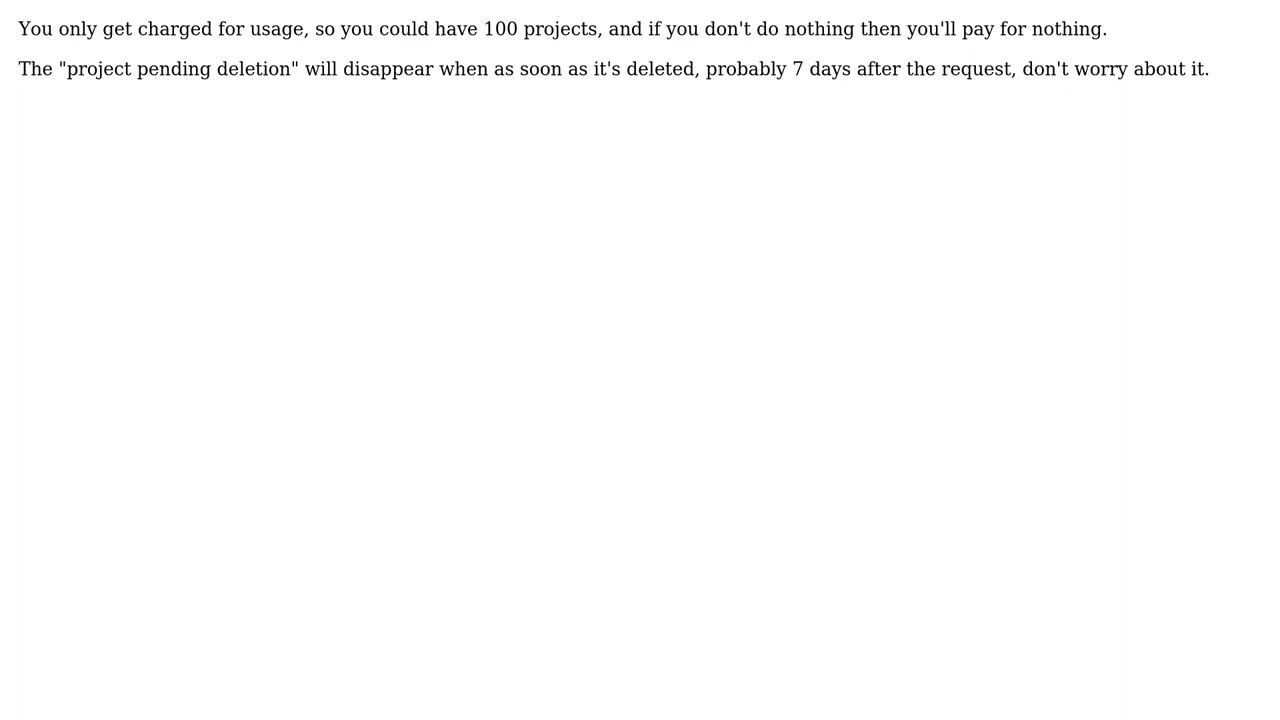 You only get charged for usage, so you could have 100 projects, and if you don't do nothing then you'll pay for nothing.
The "project pending deletion" will disappear when as soon as it's deleted, probably 7 days after the request, don't worry about it.